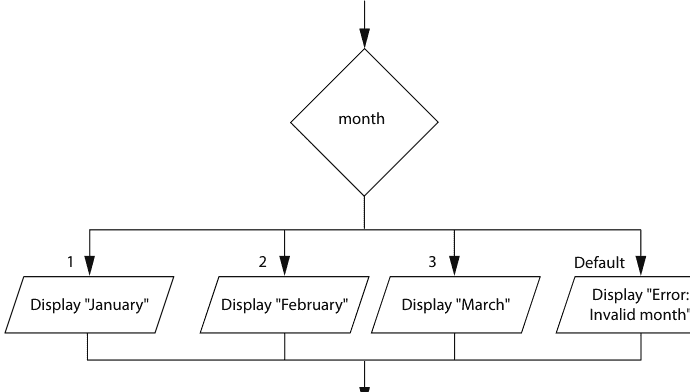 month
1
2
3
Default
Display "January"
Display "February"
Display "March"
Display "Error:
Invalid month"